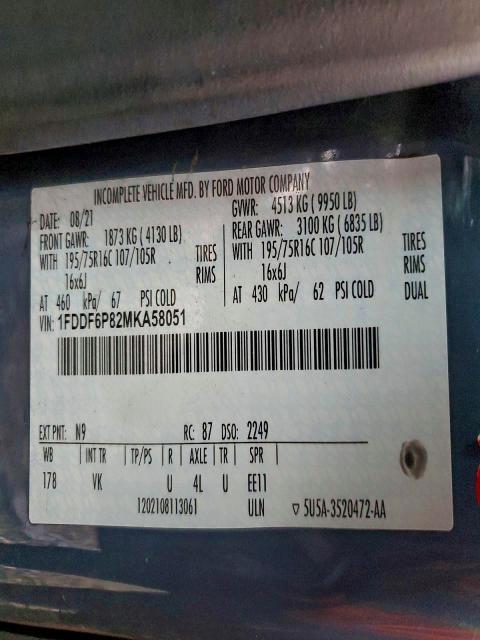 INCOMPLETE VEHICLE MFD. BY FORD MOTOR COMPANY
DATE: 08/21 GVWR: 4513 KG ( 9950 LB)
FRONT GAWR: 1873 KG ( 4130 LB) REAR GAWR: 3100 KG ( 6835 LB)
WITH 195/75R16C 107/105R TIRES WITH 195/75R16C 107/105R TIRES
16x6J RIMS 16x6J RIMS
AT 460 kPa/ 67 PSI COLD AT 430 kPa/ 62 PSI COLD DUAL
VIN: 1FDDF6P82MKA58051
EXT PNT: N9 RC: 87 DSO: 2249
WB INT TR TP/PS R AXLE TR SPR
178 VK U 4L U EE11
1202108113061 ULN ▽ 5U5A-3520472-AA